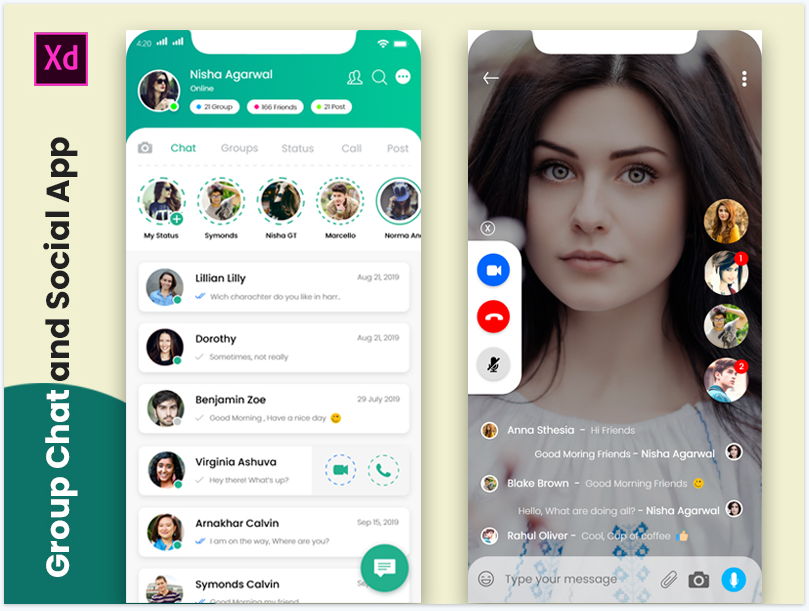 Xd
Group Chat and Social App
4:20
Nisha Agarwal
Online
21 Group
166 Friends
21 Post
Chat Groups Status Call Post
My Status Symonds Nisha GT Marcello Norma An
Lillian Lilly Aug 21, 2019
Wich charachter do you like in harr..
Dorothy Aug 21, 2019
Sometimes, not really
Benjamin Zoe 29 July 2019
Good Morning , Have a nice day 😊
Virginia Ashuva
Hey there! What's up?
Arnakhar Calvin Sep 15, 2019
I am on the way, Where are you?
Symonds Calvin
Good Morning my friend
X
1
2
Anna Sthesia - Hi Friends
Good Moring Friends - Nisha Agarwal
Blake Brown - Good Morning Friends 😊
Hello, What are doing all? - Nisha Agarwal
Rahul Oliver - Cool, Cup of coffee 👍
Type your message